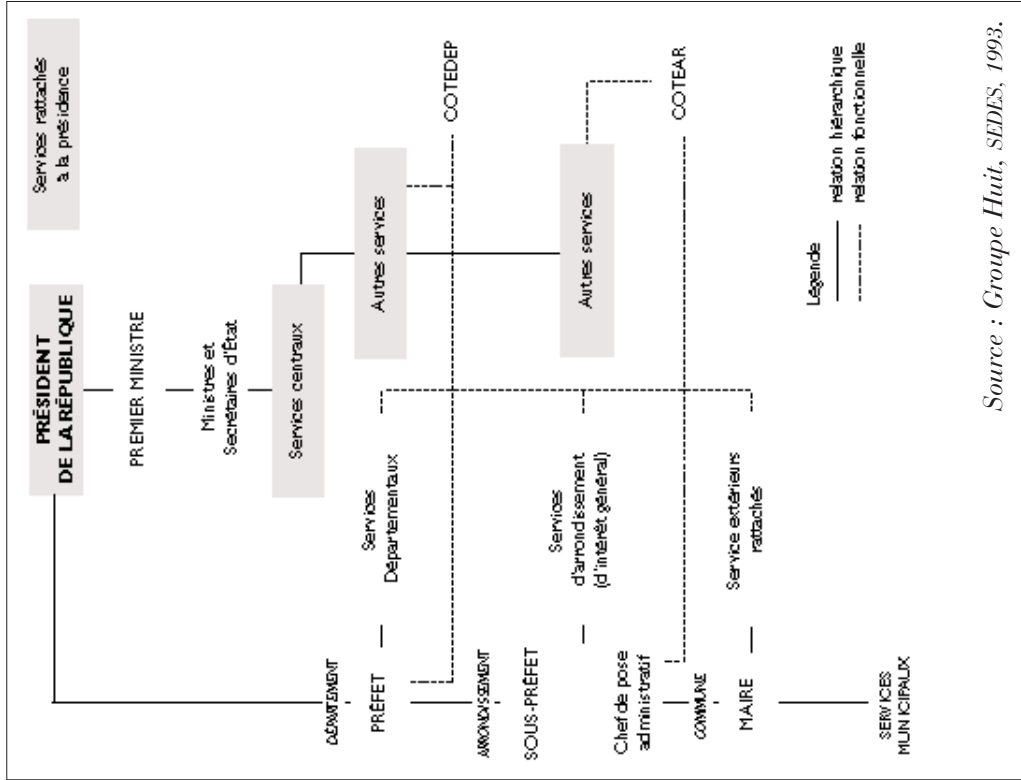 PRÉSIDENT
DE LA RÉPUBLIQUE
Services rattachés
à la présidence
PREMIER MINISTRE
Ministres et
Secrétaires d'État
Services centraux
DÉPARTEMENT
PRÉFET
Services
Départementaux
Autres services
COTEDEP
ARRONDISSEMENT
SOUS-PRÉFET
Services
d'arrondissement
(d'intérêt général)
Autres services
COTEAR
Chef de pose
administratif
COMMUNE
MAIRE
Service extérieurs
rattachés
SERVICES
MUNICIPAUX
Légende
relation hiérarchique
relation fonctionnelle
Source : Groupe Huit, SEDES, 1993.